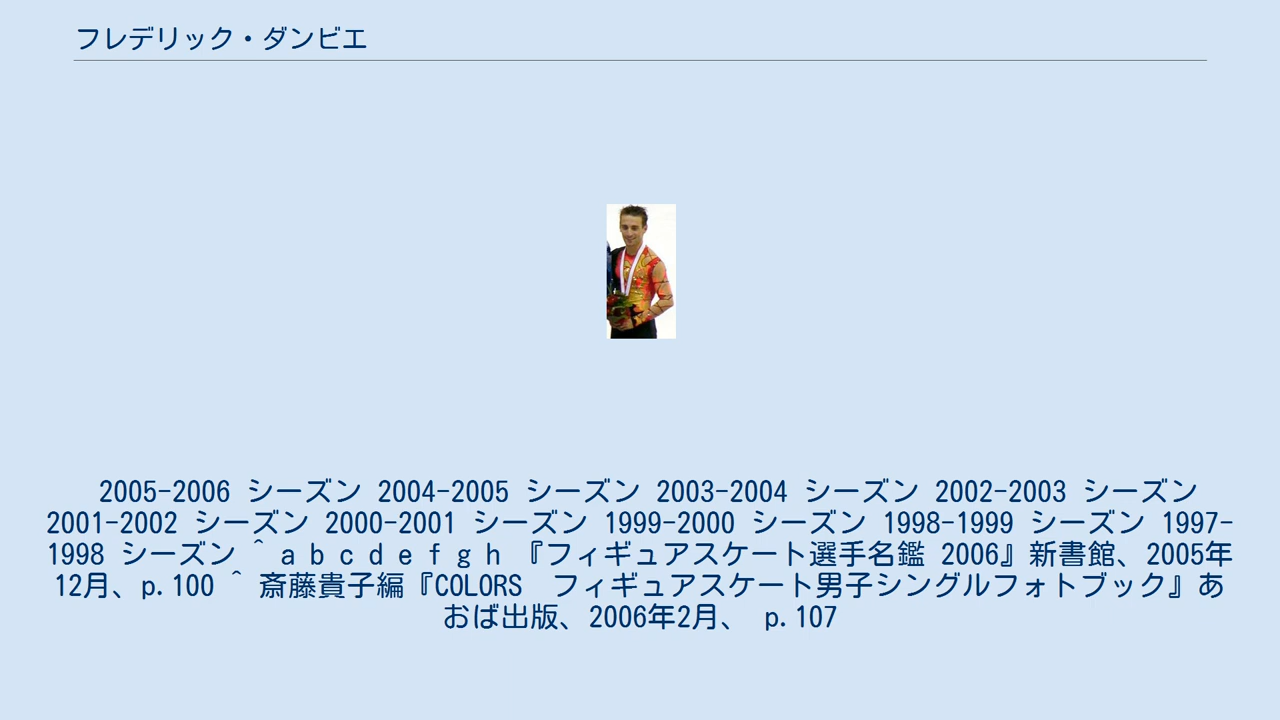 フレデリック・ダンビエ
2005-2006 シーズン 2004-2005 シーズン 2003-2004 シーズン 2002-2003 シーズン
2001-2002 シーズン 2000-2001 シーズン 1999-2000 シーズン 1998-1999 シーズン 1997-
1998 シーズン ^ a b c d e f g h 『フィギュアスケート選手名鑑 2006』新書館、2005年
12月、p.100 ^ 斎藤貴子編『COLORS　フィギュアスケート男子シングルフォトブック』あ
おば出版、2006年2月、 p.107